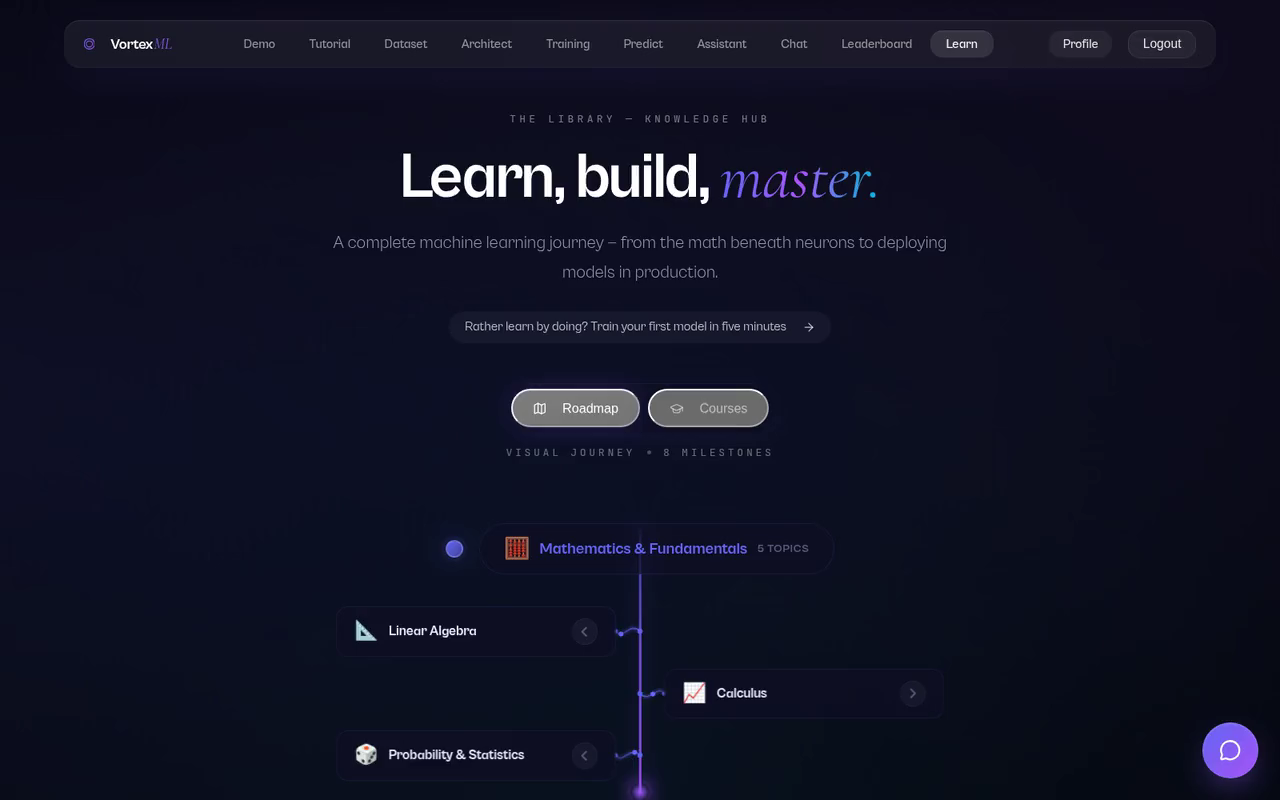 VortexML
Demo
Tutorial
Dataset
Architect
Training
Predict
Assistant
Chat
Leaderboard
Learn
Profile
Logout
THE LIBRARY — KNOWLEDGE HUB
Learn, build, master.
A complete machine learning journey – from the math beneath neurons to deploying
models in production.
Rather learn by doing? Train your first model in five minutes →
Roadmap
Courses
VISUAL JOURNEY • 8 MILESTONES
Mathematics & Fundamentals 5 TOPICS
Linear Algebra
Calculus
Probability & Statistics